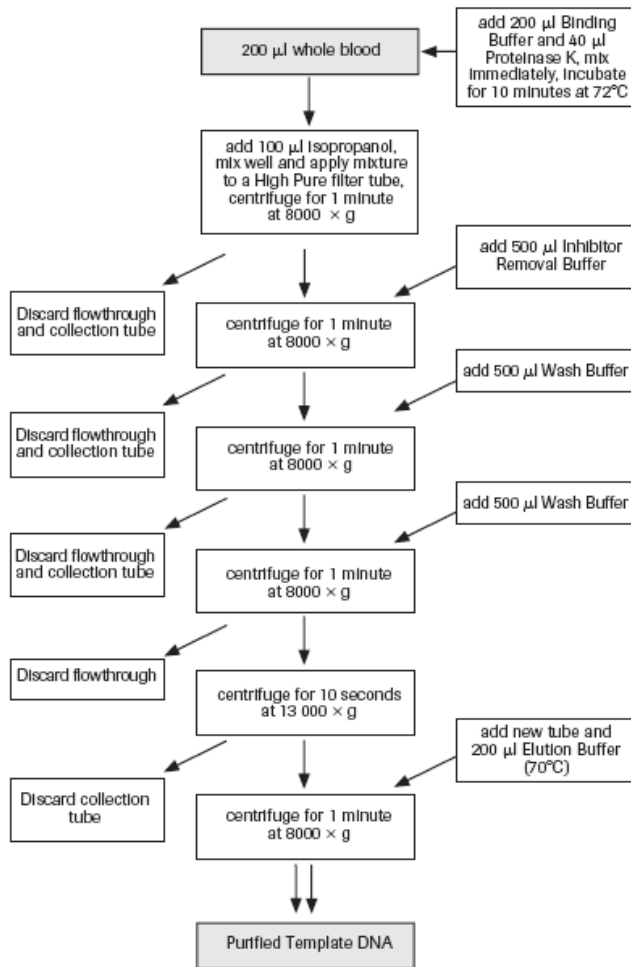 200 µl whole blood
add 200 µl Binding
Buffer and 40 µl
Proteinase K, mix
immediately, incubate
for 10 minutes at 72°C
add 100 µl isopropanol,
mix well and apply mixture
to a High Pure filter tube,
centrifuge for 1 minute
at 8000 × g
add 500 µl Inhibitor
Removal Buffer
Discard flowthrough
and collection tube
centrifuge for 1 minute
at 8000 × g
add 500 µl Wash Buffer
Discard flowthrough
and collection tube
centrifuge for 1 minute
at 8000 × g
add 500 µl Wash Buffer
Discard flowthrough
and collection tube
centrifuge for 1 minute
at 8000 × g
Discard flowthrough
centrifuge for 10 seconds
at 13 000 × g
add new tube and
200 µl Elution Buffer
(70°C)
Discard collection
tube
centrifuge for 1 minute
at 8000 × g
Purified Template DNA